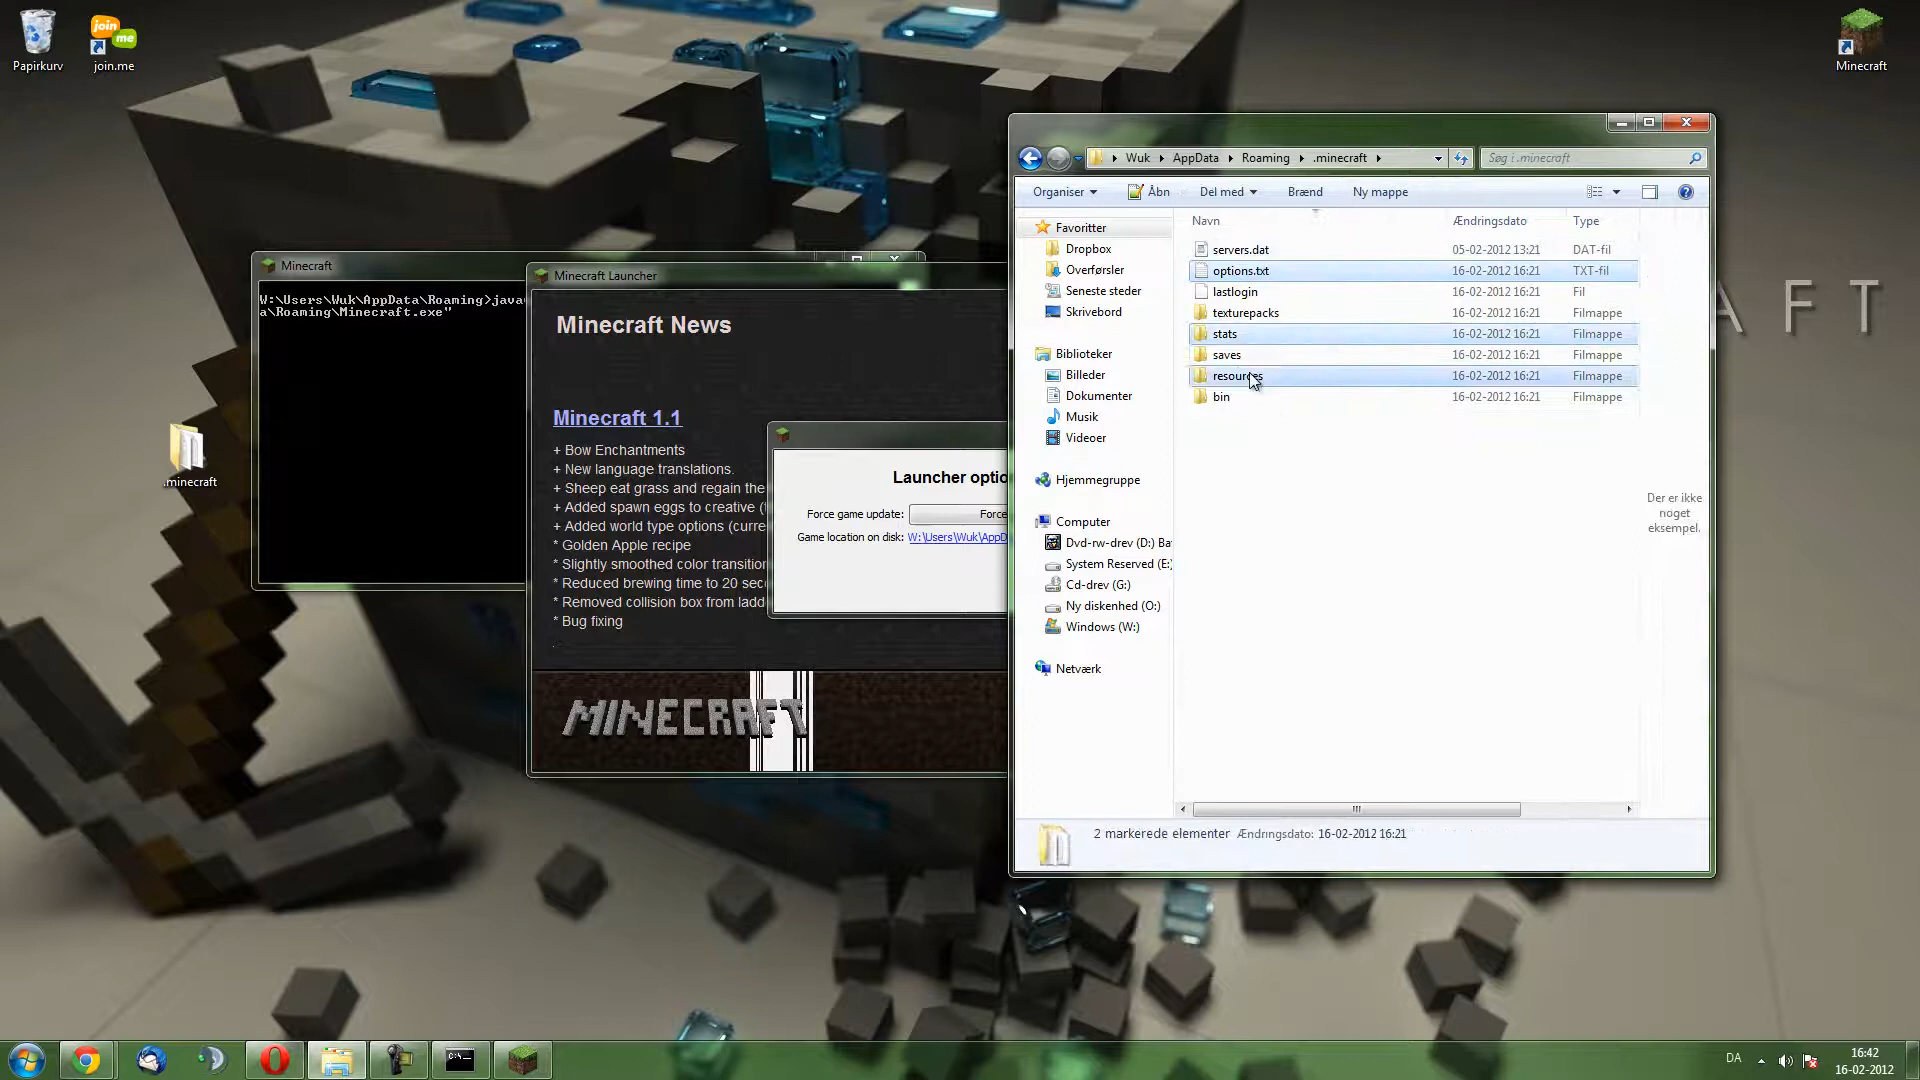 Papirkurv
join.me
Minecraft
.minecraft
Minecraft
W:\Users\Wuk\AppData\Roaming>java
a\Roaming\Minecraft.exe"
Minecraft Launcher
Minecraft News
Minecraft 1.1
+ Bow Enchantments
+ New language translations.
+ Sheep eat grass and regain the
+ Added spawn eggs to creative (
+ Added world type options (curre
* Golden Apple recipe
* Slightly smoothed color transition
* Reduced brewing time to 20 sec
* Removed collision box from ladd
* Bug fixing
MINECRAFT
Launcher optio
Force game update: Force
Game location on disk: W:\Users\Wuk\AppD
Wuk AppData Roaming .minecraft
Søg i .minecraft
Organiser Åbn Del med Brænd Ny mappe
Favoritter
Dropbox
Overførsler
Seneste steder
Skrivebord
Biblioteker
Billeder
Dokumenter
Musik
Videoer
Hjemmegruppe
Computer
Dvd-rw-drev (D:) Ba
System Reserved (E:
Cd-drev (G:)
Ny diskenhed (O:)
Windows (W:)
Netværk
Navn Ændringsdato Type
servers.dat 05-02-2012 13:21 DAT-fil
options.txt 16-02-2012 16:21 TXT-fil
lastlogin 16-02-2012 16:21 Fil
texturepacks 16-02-2012 16:21 Filmappe
stats 16-02-2012 16:21 Filmappe
saves 16-02-2012 16:21 Filmappe
resources 16-02-2012 16:21 Filmappe
bin 16-02-2012 16:21 Filmappe
Der er ikke
noget
eksempel.
2 markerede elementer Ændringsdato: 16-02-2012 16:21
A F T
C:\.
DA
16:42
16-02-2012